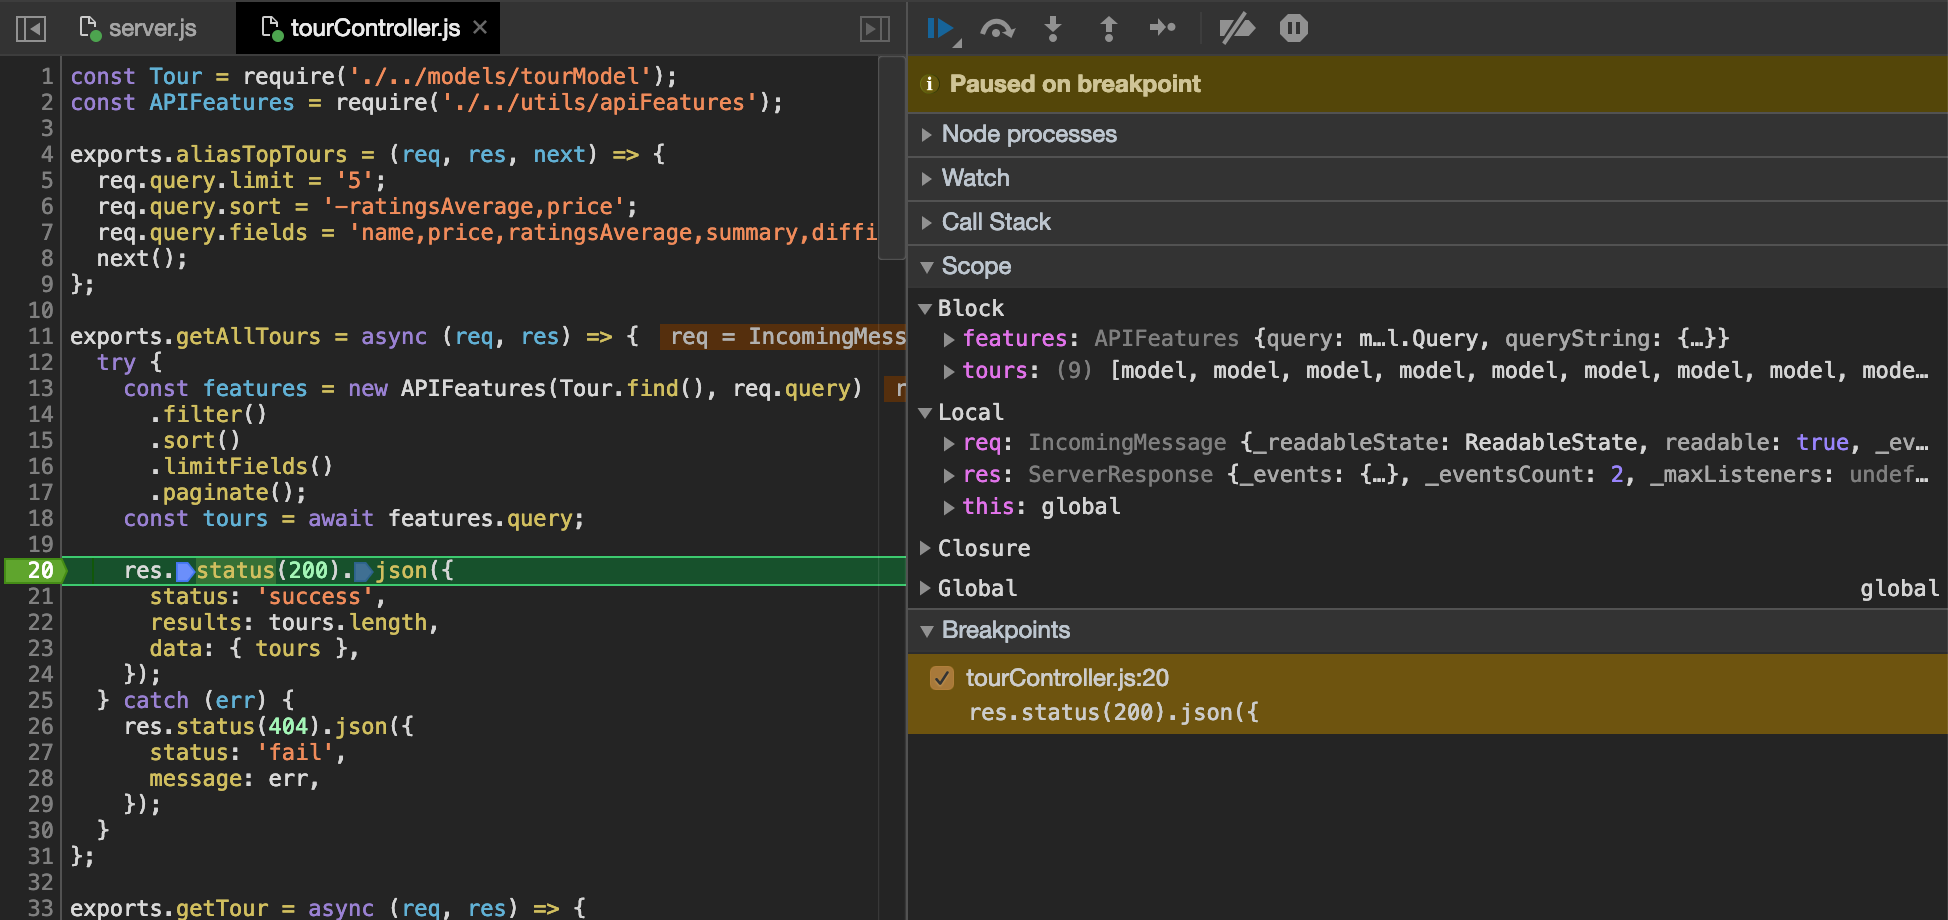 server.js
tourController.js
1 const Tour = require('./../models/tourModel');
2 const APIFeatures = require('./../utils/apiFeatures');
3
4 exports.aliasTopTours = (req, res, next) => {
5   req.query.limit = '5';
6   req.query.sort = '-ratingsAverage,price';
7   req.query.fields = 'name,price,ratingsAverage,summary,diffi
8   next();
9 };
10
11 exports.getAllTours = async (req, res) => {  req = IncomingMess
12   try {
13     const features = new APIFeatures(Tour.find(), req.query)  r
14       .filter()
15       .sort()
16       .limitFields()
17       .paginate();
18     const tours = await features.query;
19
20     res.status(200).json({
21       status: 'success',
22       results: tours.length,
23       data: { tours },
24     });
25   } catch (err) {
26     res.status(404).json({
27       status: 'fail',
28       message: err,
29     });
30   }
31 };
32
33 exports.getTour = async (req, res) => {
Paused on breakpoint
Node processes
Watch
Call Stack
Scope
Block
features: APIFeatures {query: m…l.Query, queryString: {…}}
tours: (9) [model, model, model, model, model, model, model, model, mode…
Local
req: IncomingMessage {_readableState: ReadableState, readable: true, _ev…
res: ServerResponse {_events: {…}, _eventsCount: 2, _maxListeners: undef…
this: global
Closure
Global global
Breakpoints
tourController.js:20
res.status(200).json({